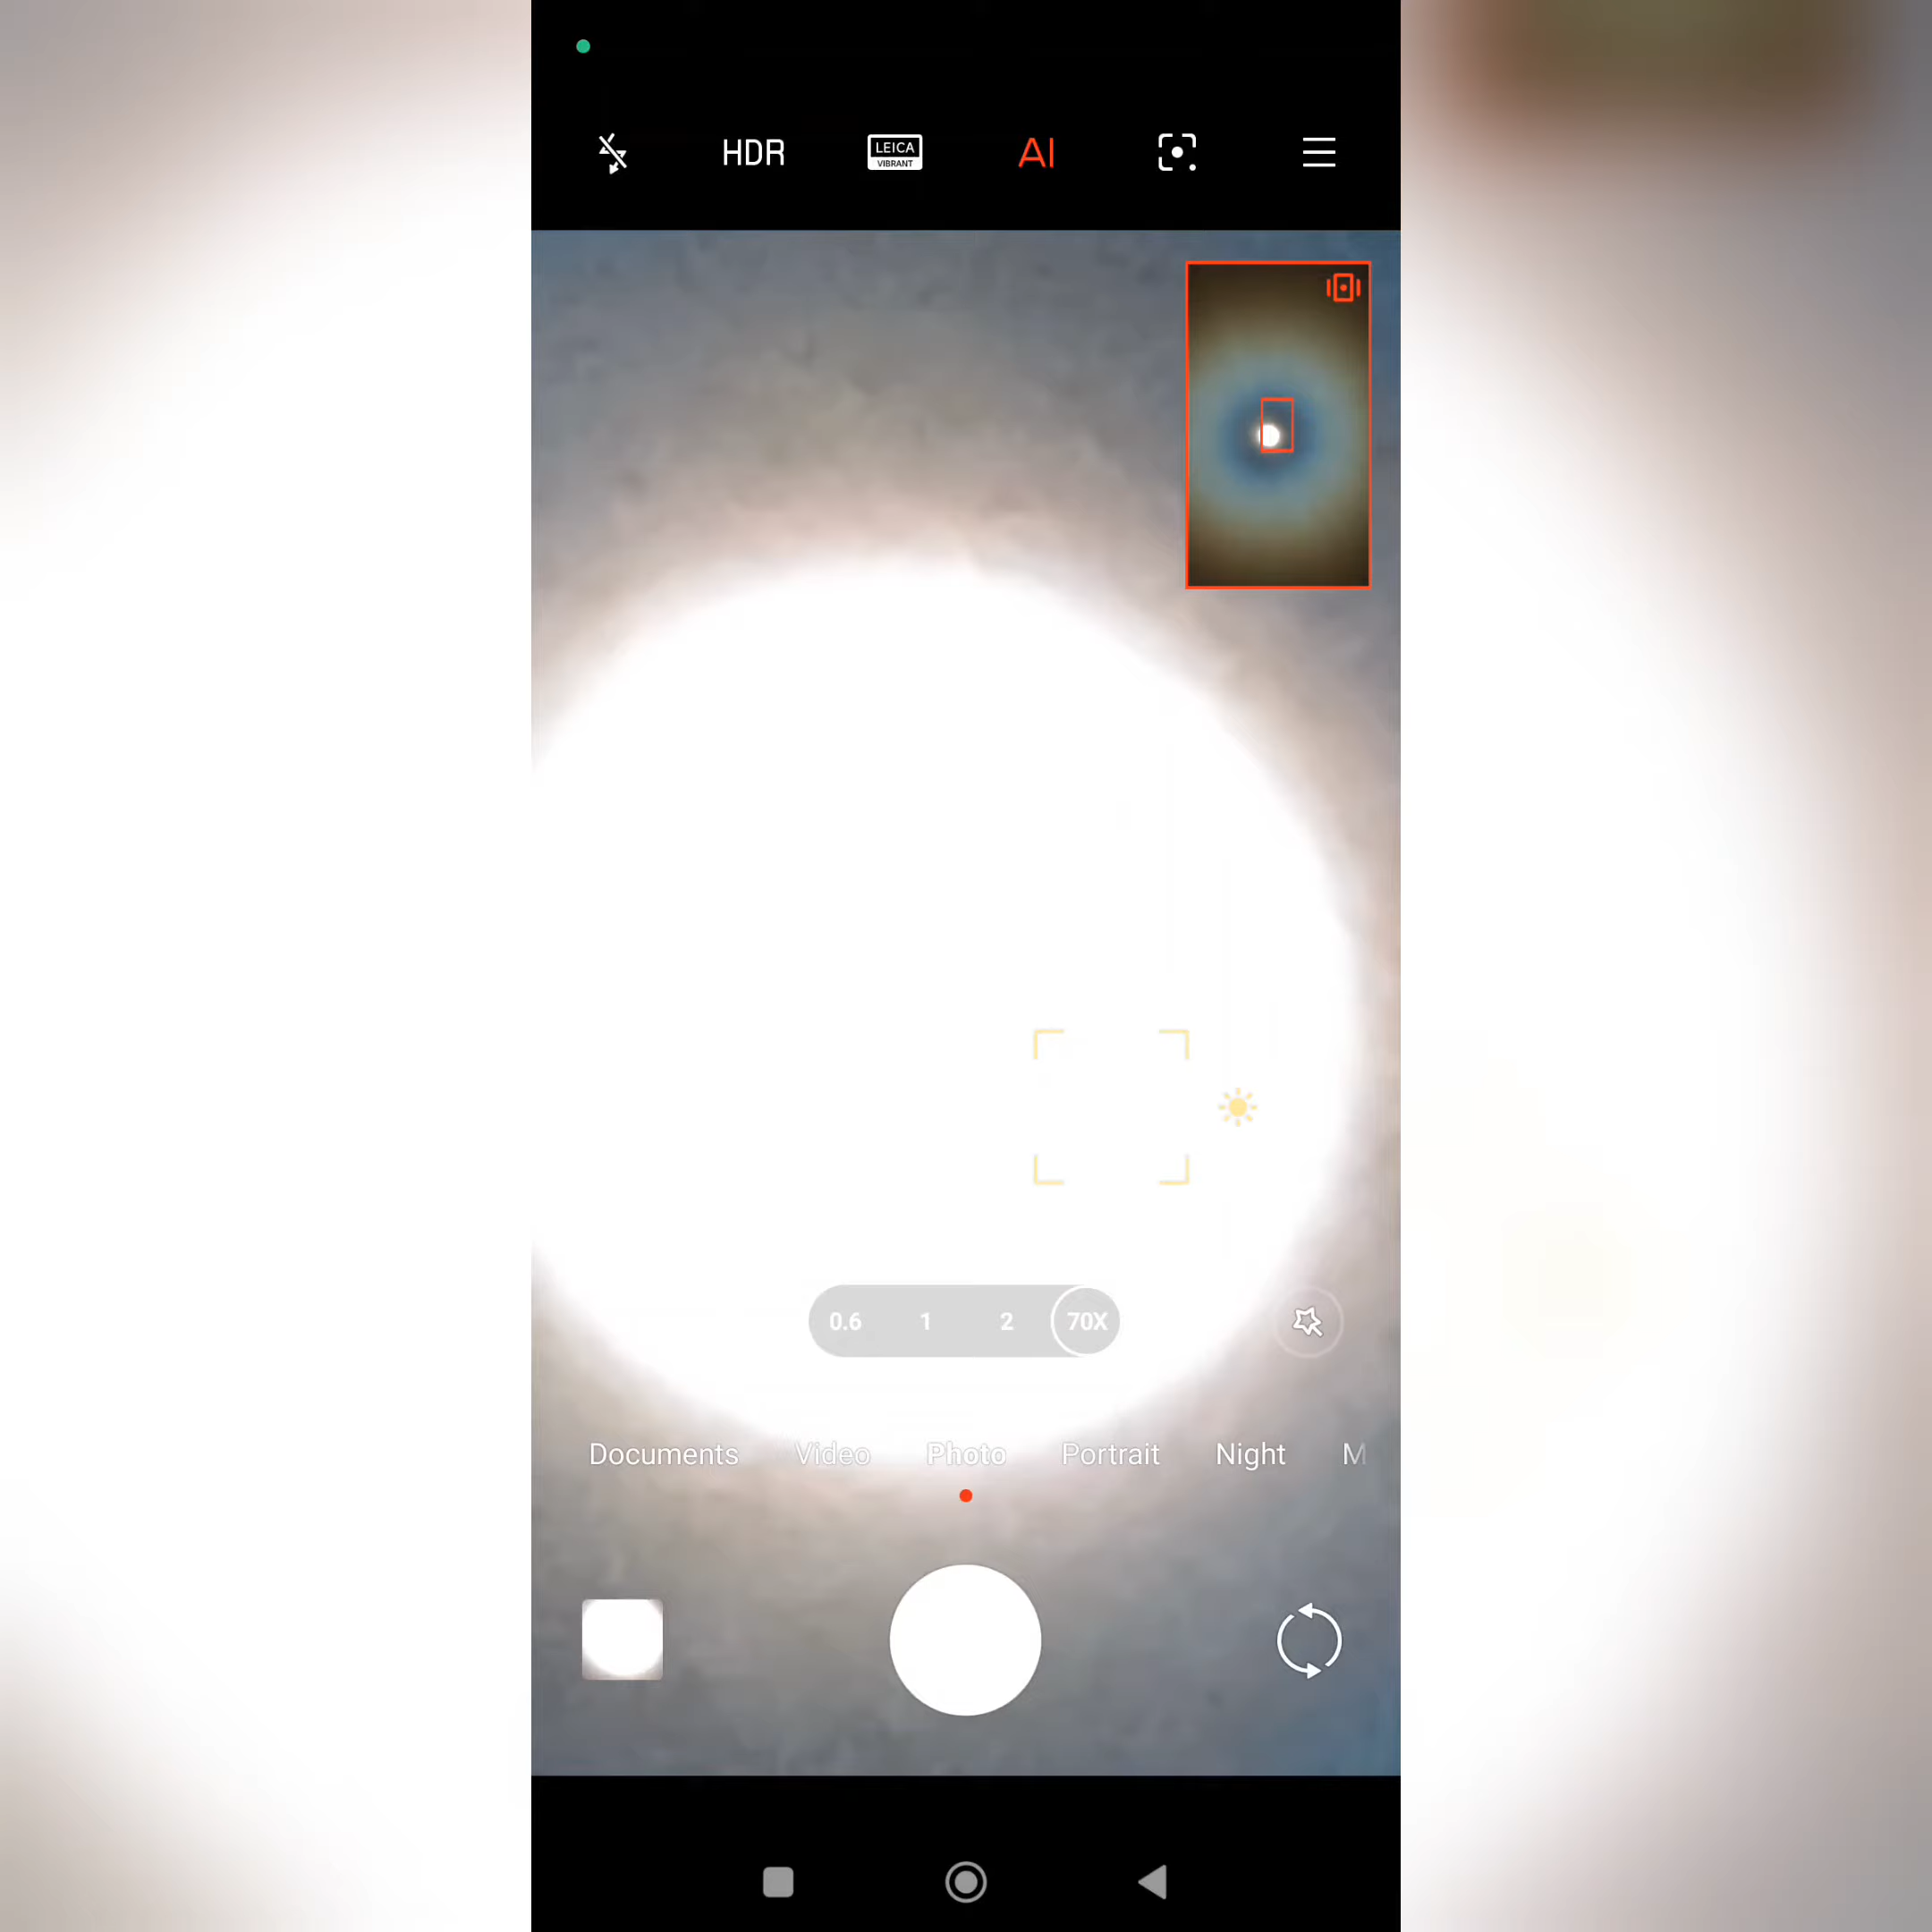 HDR
LEICA
VIBRANT
AI
0.6 1 2 70X
Documents Video Photo Portrait Night M